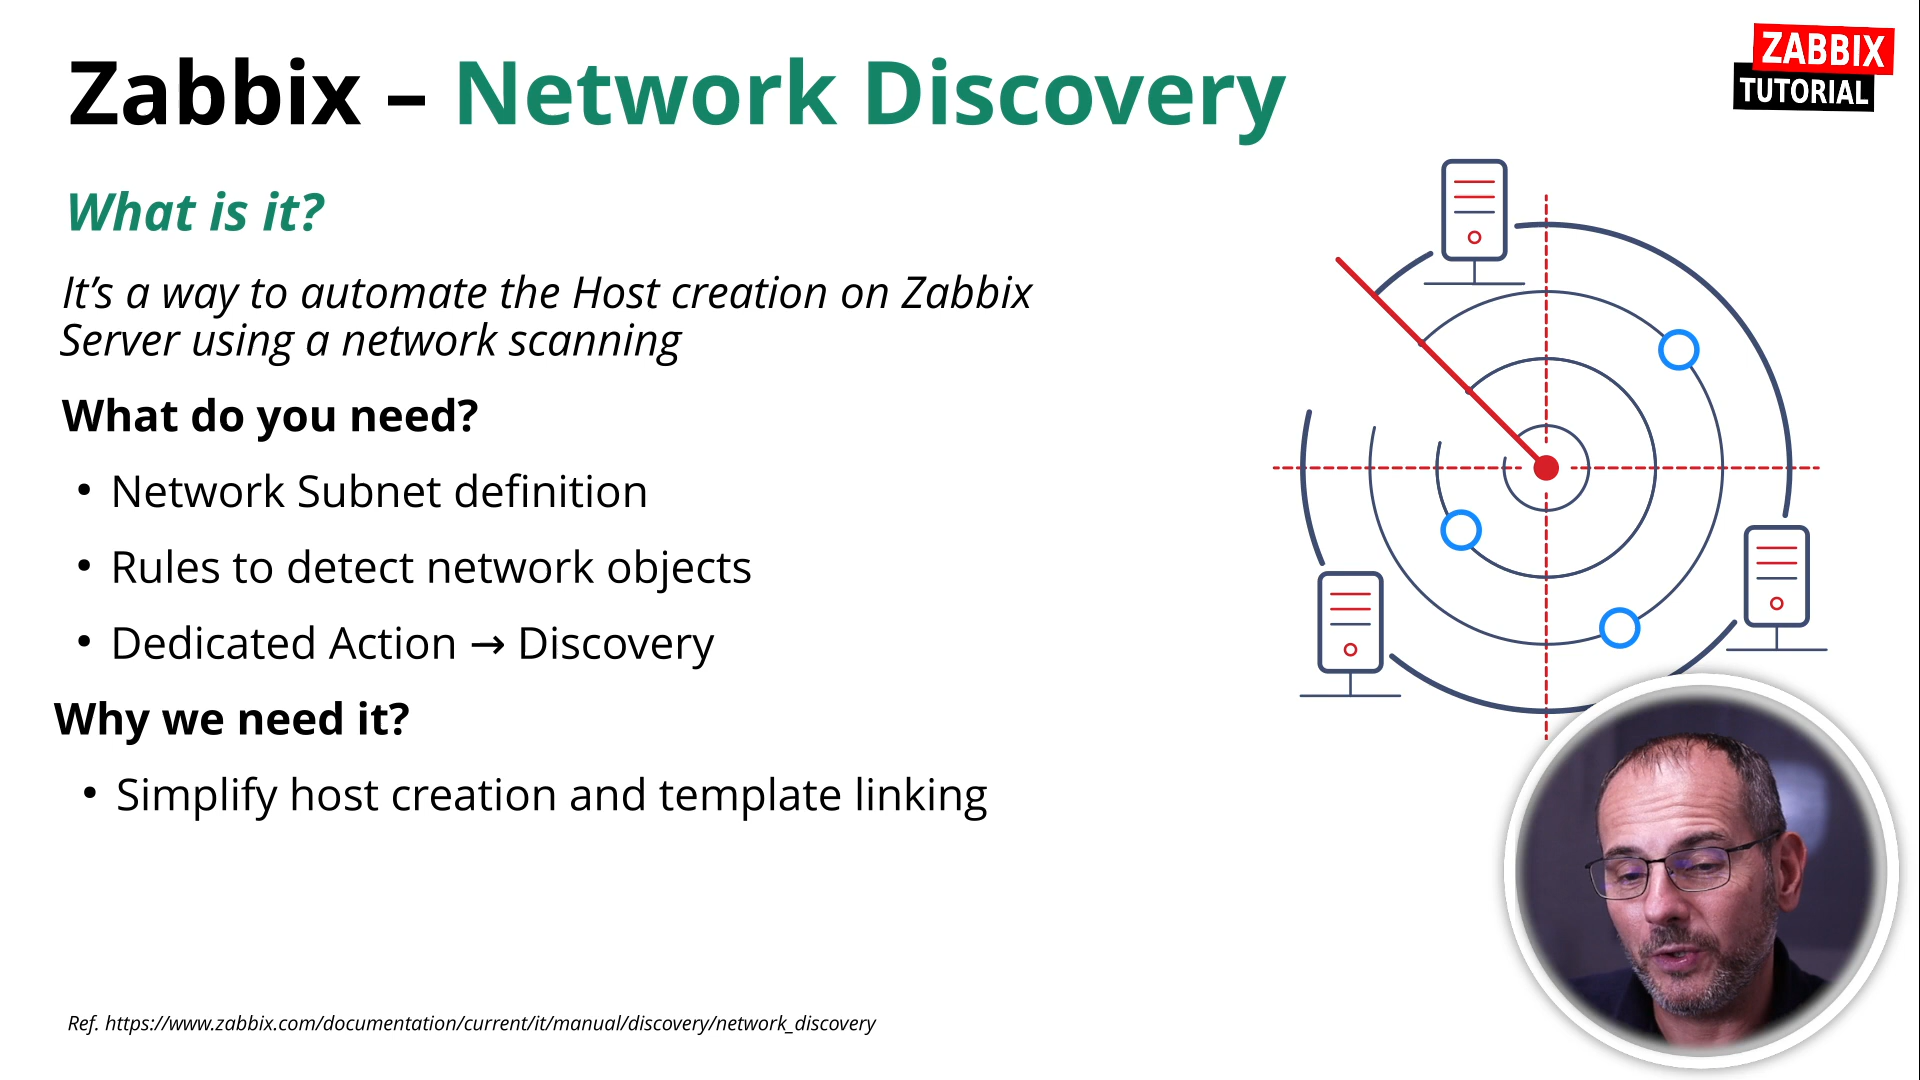 Zabbix – Network Discovery
ZABBIX
TUTORIAL
What is it?
It’s a way to automate the Host creation on Zabbix
Server using a network scanning
What do you need?
• Network Subnet definition
• Rules to detect network objects
• Dedicated Action → Discovery
Why we need it?
• Simplify host creation and template linking
Ref. https://www.zabbix.com/documentation/current/it/manual/discovery/network_discovery